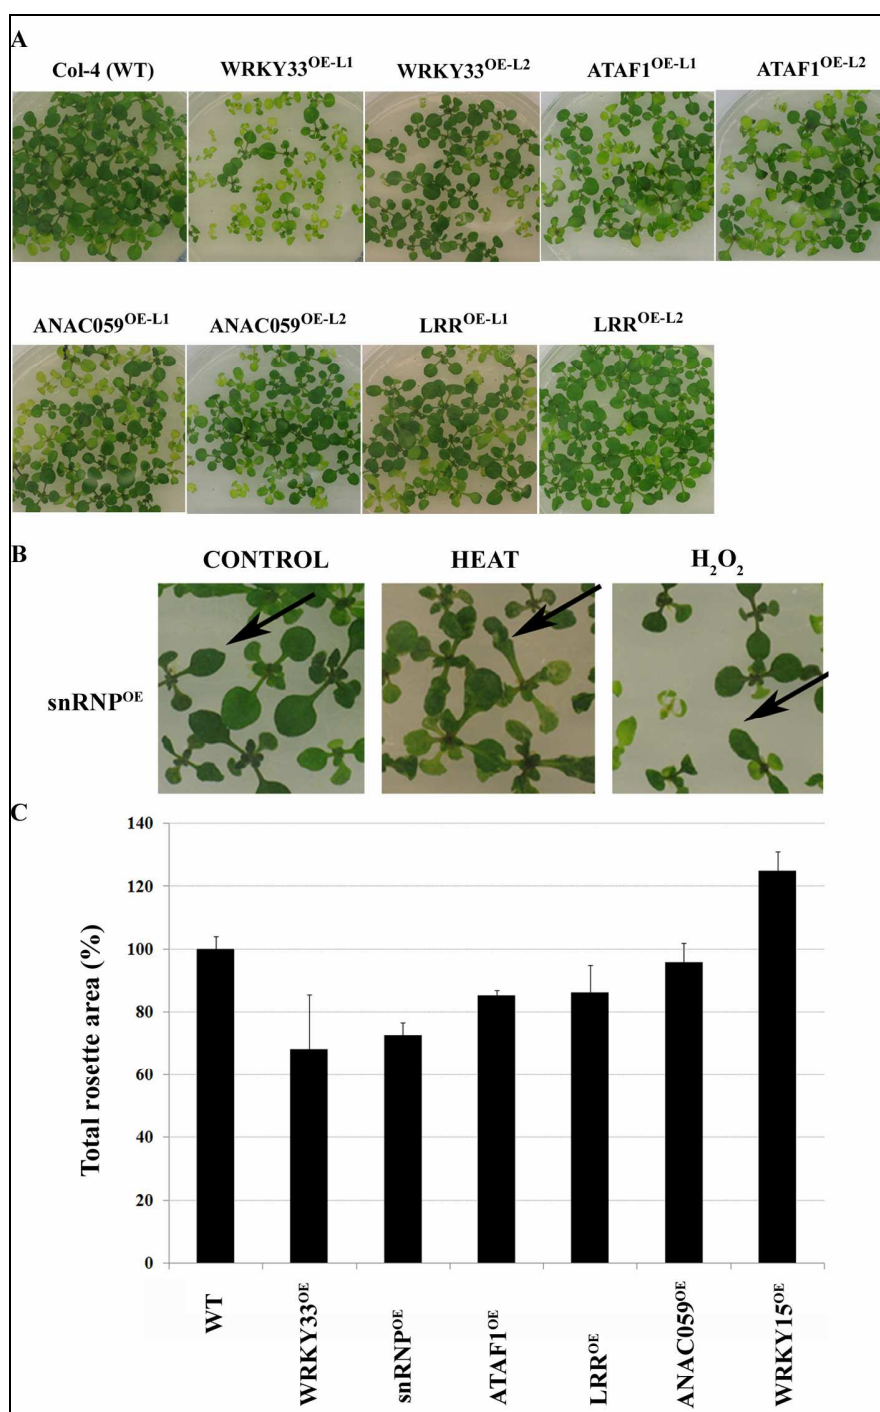 A
Col-4 (WT) WRKY33OE-L1 WRKY33OE-L2 ATAF1OE-L1 ATAF1OE-L2
ANAC059OE-L1 ANAC059OE-L2 LRROE-L1 LRROE-L2
B
CONTROL HEAT H2O2
snRNPOE
C
Total rosette area (%)
140
120
100
80
60
40
20
0
WT WRKY33OE snRNPOE ATAF1OE LRROE ANAC059OE WRKY15OE